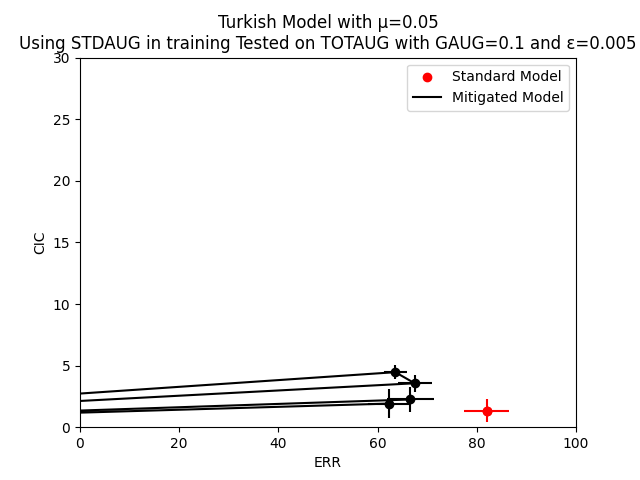 Turkish Model with μ=0.05
Using STDAUG in training Tested on TOTAUG with GAUG=0.1 and ε=0.005
Standard Model
Mitigated Model
30
25
20
15
10
5
0
CIC
0 20 40 60 80 100
ERR